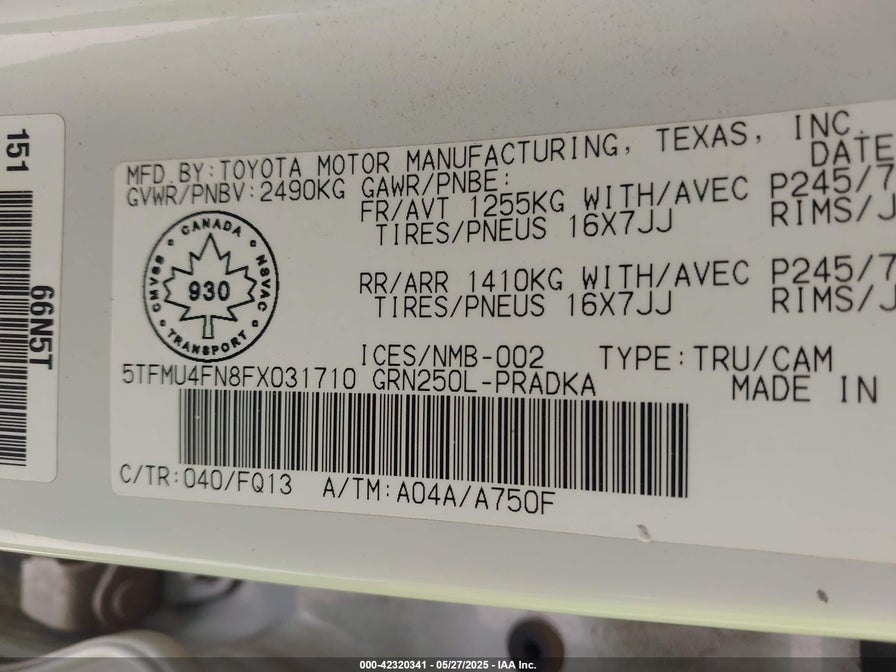 151
66N5T
MFD.BY:TOYOTA MOTOR MANUFACTURING, TEXAS, INC.
DATE
GVWR/PNBV:2490KG GAWR/PNBE:
FR/AVT 1255KG WITH/AVEC P245/7
TIRES/PNEUS 16X7JJ RIMS/J
RR/ARR 1410KG WITH/AVEC P245/7
TIRES/PNEUS 16X7JJ RIMS/J
CANADA
CMVSS 930 NSVAC
TRANSPORT
ICES/NMB-002 TYPE:TRU/CAM
5TFMU4FN8FX031710 GRN250L-PRADKA MADE IN
C/TR:040/FQ13 A/TM:A04A/A750F
000-42320341 - 05/27/2025 - IAA Inc.